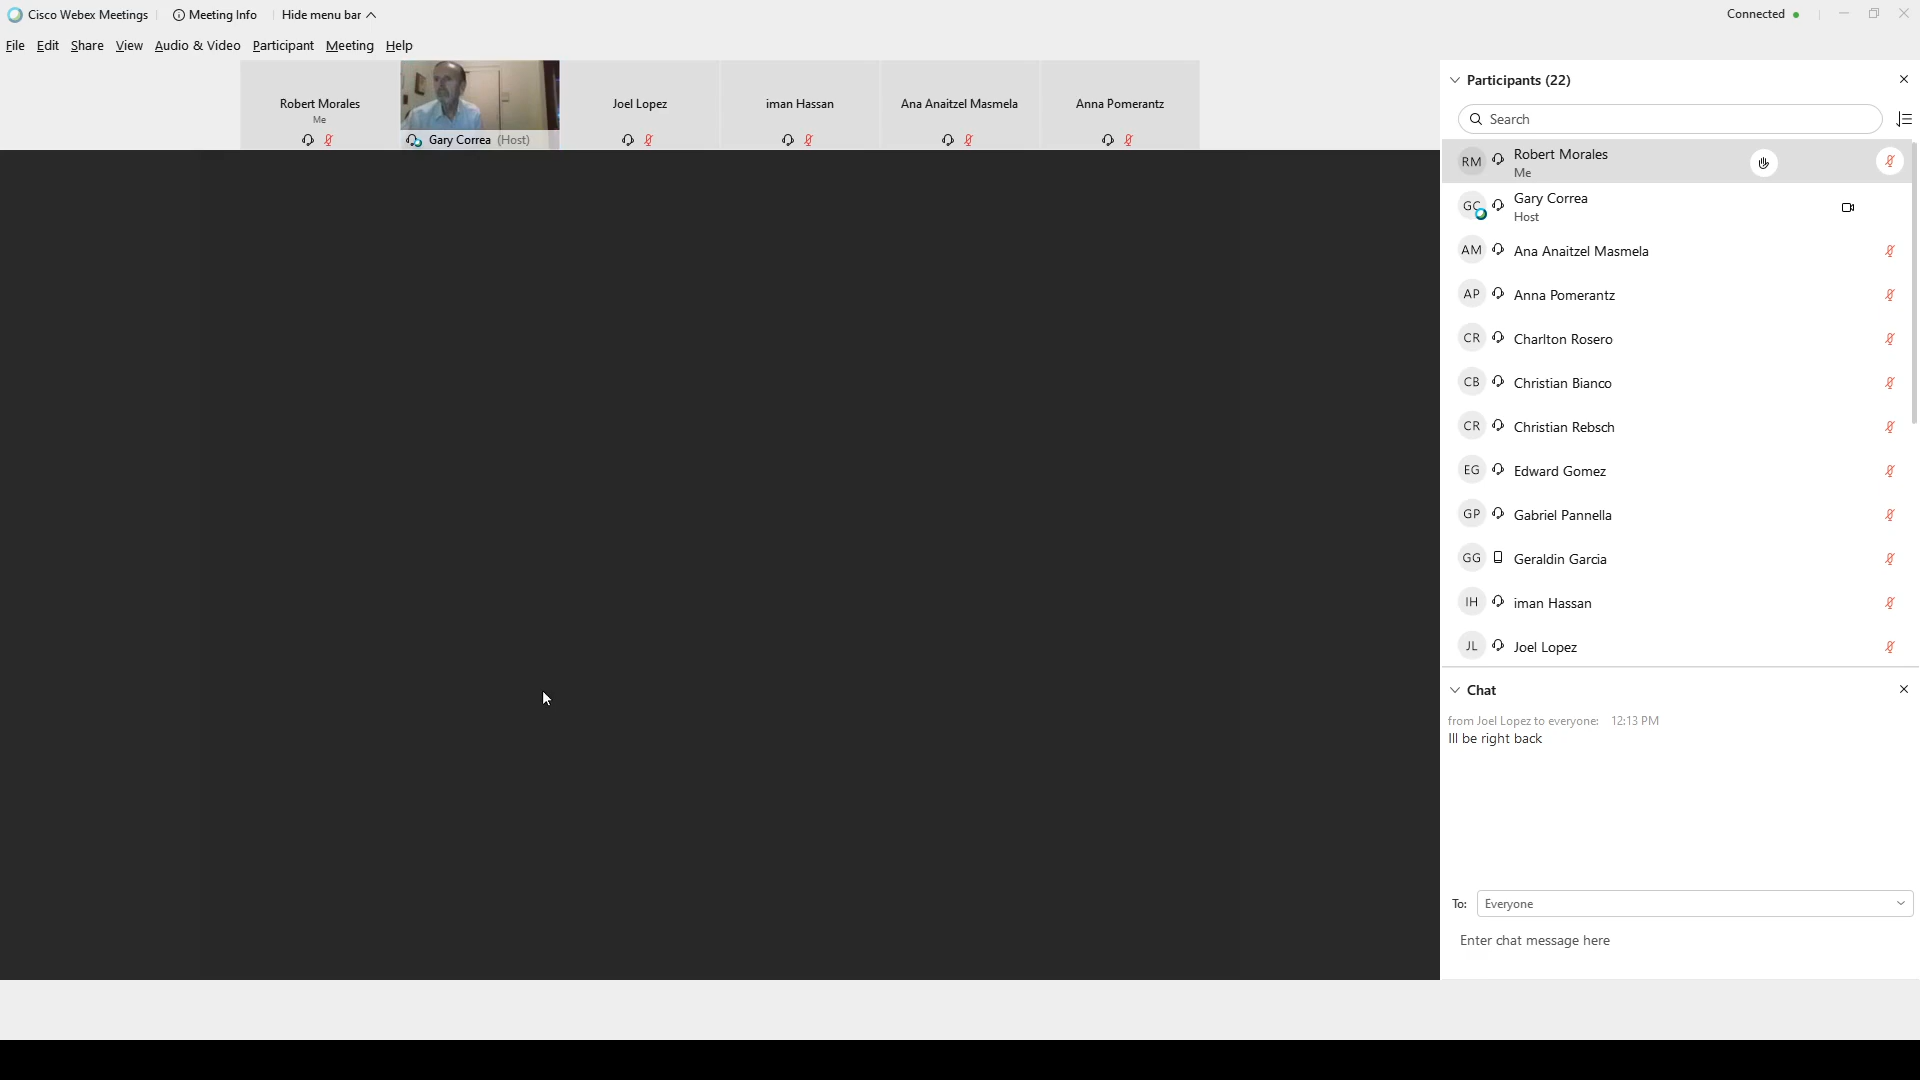 Cisco Webex Meetings
Meeting Info
Hide menu bar
Connected
File Edit Share View Audio & Video Participant Meeting Help
Robert Morales
Me
Gary Correa (Host)
Joel Lopez
iman Hassan
Ana Anaitzel Masmela
Anna Pomerantz
Participants (22)
Search
RM Robert Morales
Me
GC Gary Correa
Host
AM Ana Anaitzel Masmela
AP Anna Pomerantz
CR Charlton Rosero
CB Christian Bianco
CR Christian Rebsch
EG Edward Gomez
GP Gabriel Pannella
GG Geraldin Garcia
IH iman Hassan
JL Joel Lopez
Chat
from Joel Lopez to everyone: 12:13 PM
Ill be right back
To: Everyone
Enter chat message here